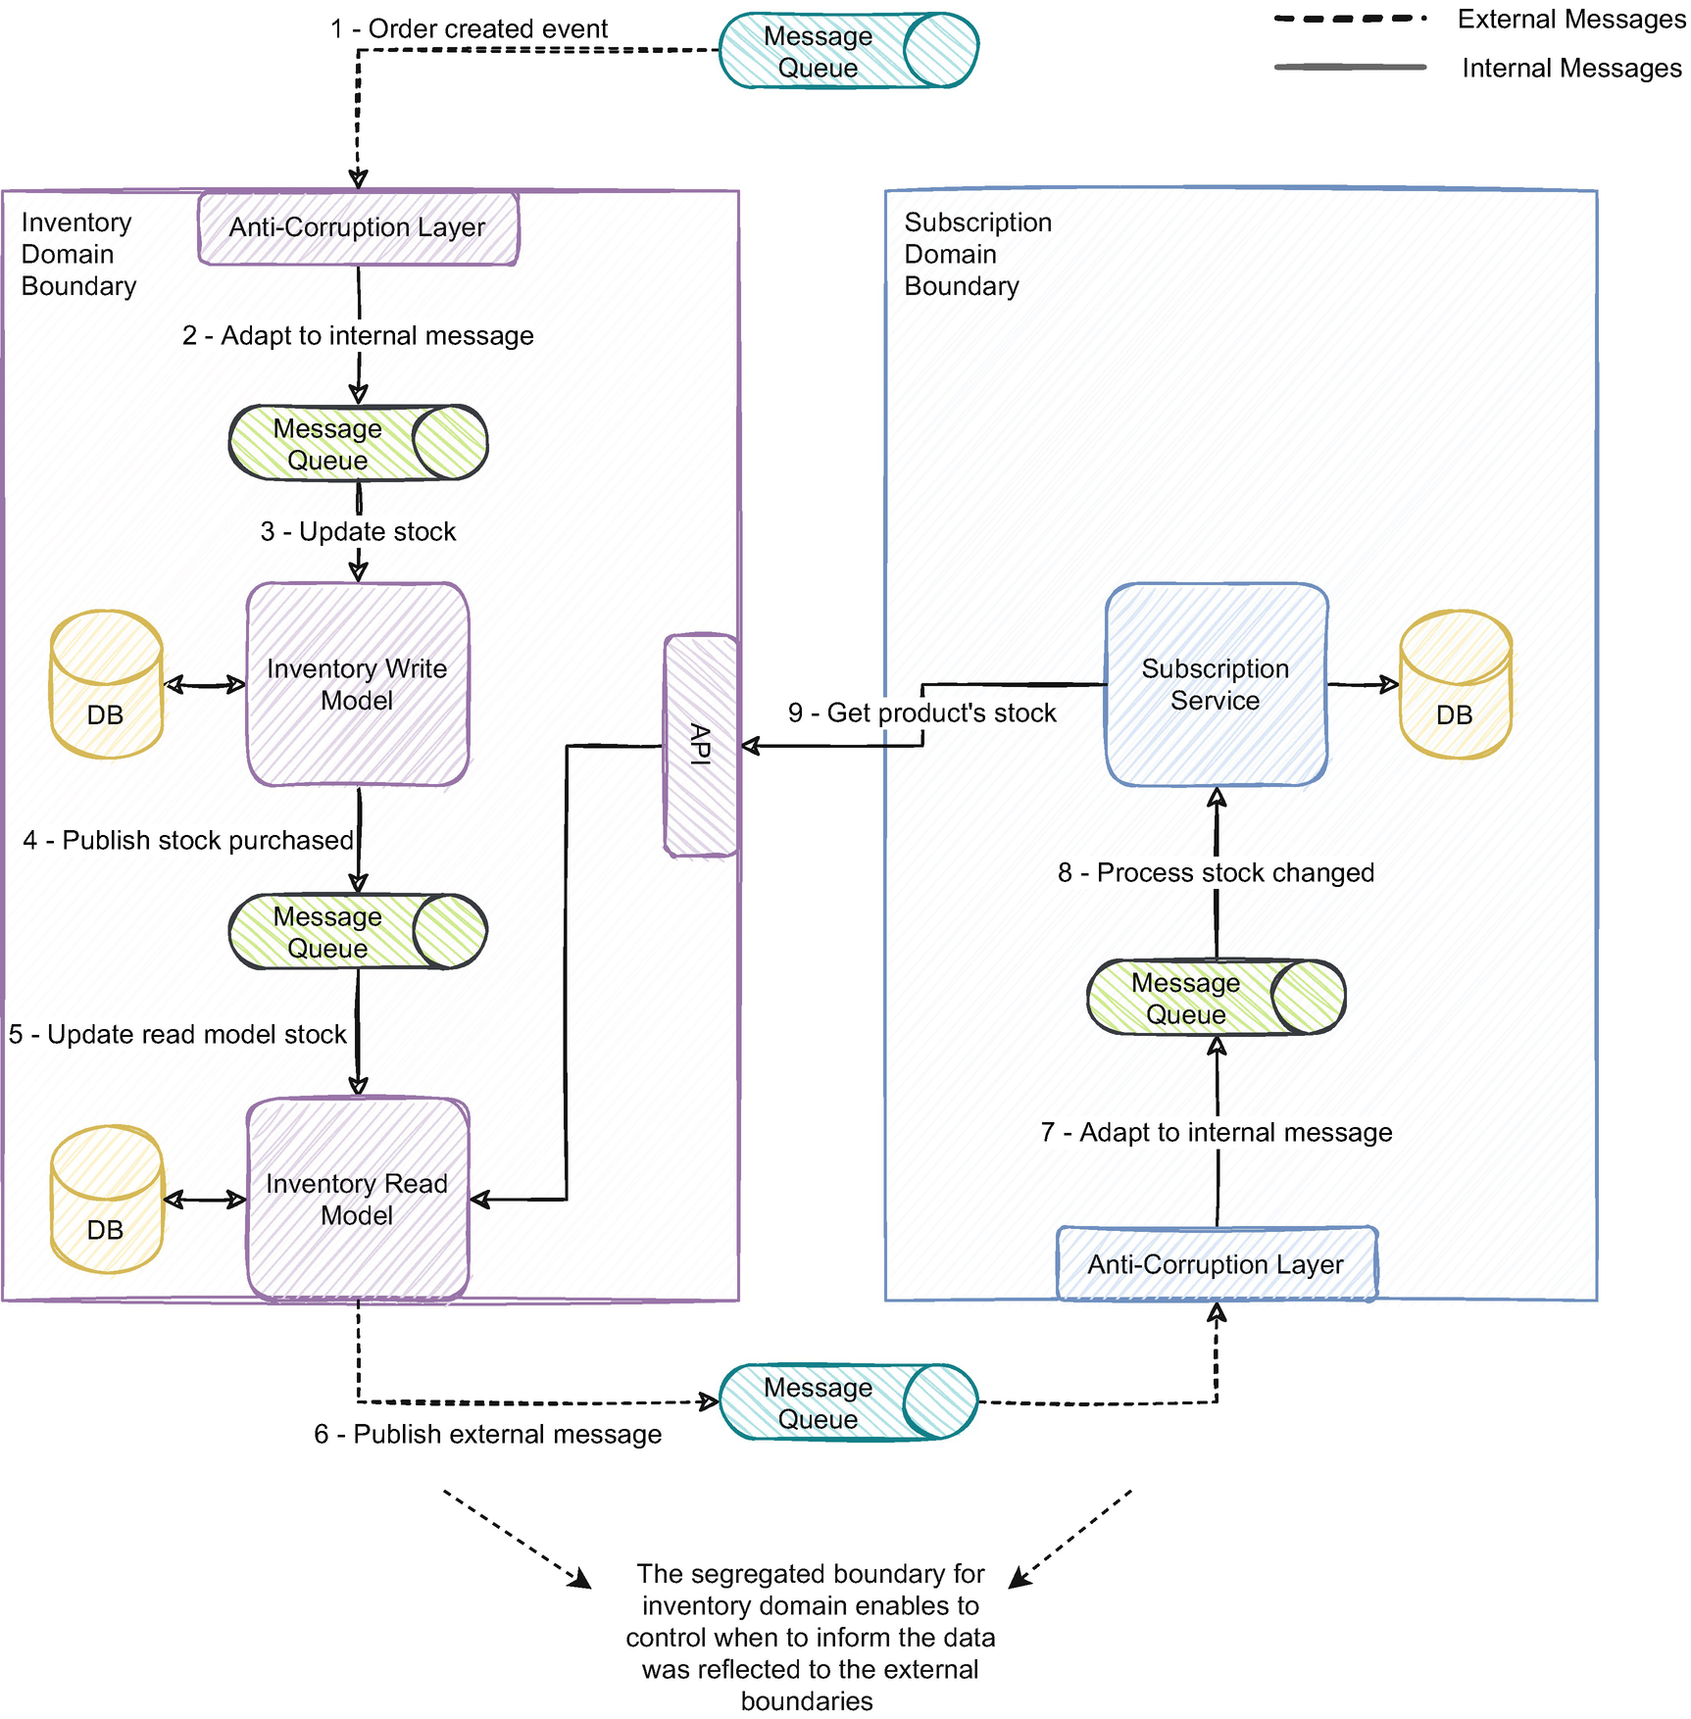 1 - Order created event
Message
Queue
External Messages
Internal Messages
Inventory
Domain
Boundary
Anti-Corruption Layer
Subscription
Domain
Boundary
2 - Adapt to internal message
Message
Queue
3 - Update stock
Inventory Write
Model
DB
API
9 - Get product's stock
Subscription
Service
DB
4 - Publish stock purchased
8 - Process stock changed
Message
Queue
Message
Queue
5 - Update read model stock
7 - Adapt to internal message
Inventory Read
Model
DB
Anti-Corruption Layer
Message
Queue
6 - Publish external message
The segregated boundary for
inventory domain enables to
control when to inform the data
was reflected to the external
boundaries